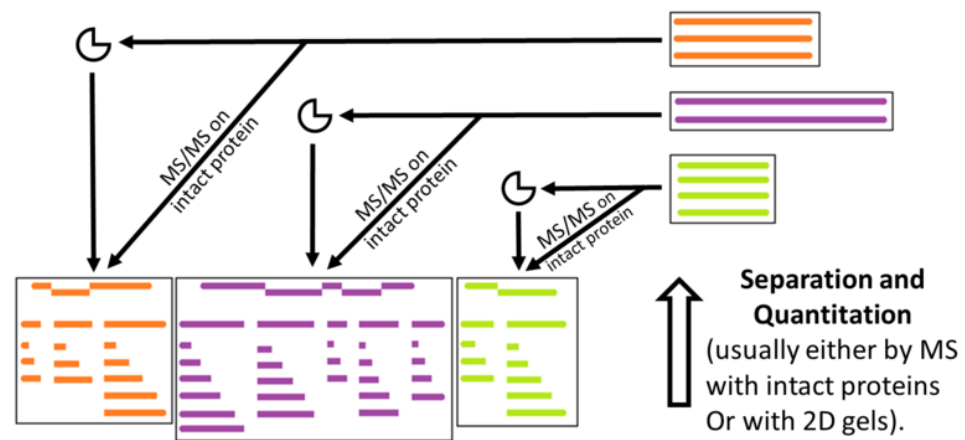 MS/MS on
intact protein
MS/MS on
intact protein
MS/MS on
intact protein
Separation and
Quantitation
(usually either by MS
with intact proteins
Or with 2D gels).